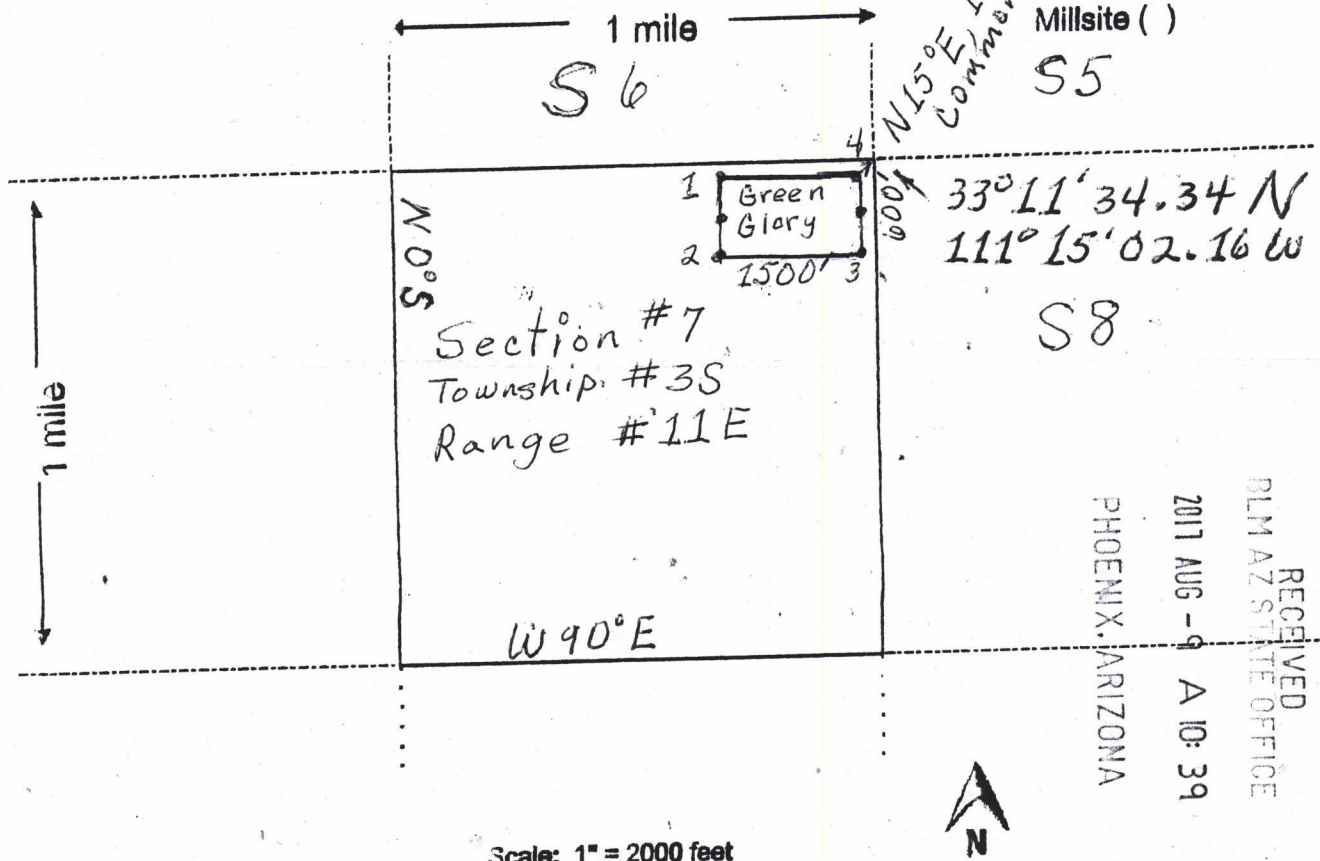 1 mile
Millsite ( )
S 6
N15°E,
S5
4
1
Green
Glory
600'
33°11'34.34 N
111°15'02.16 W
2
1500'
3
N0°S
S8
Section #7
Township #3S
Range #11E
1 mile
W 90°E
RECEIVED
BLM AZ STATE OFFICE
2017 AUG -9 A 10:39
PHOENIX, ARIZONA
N
Scale: 1" = 2000 feet